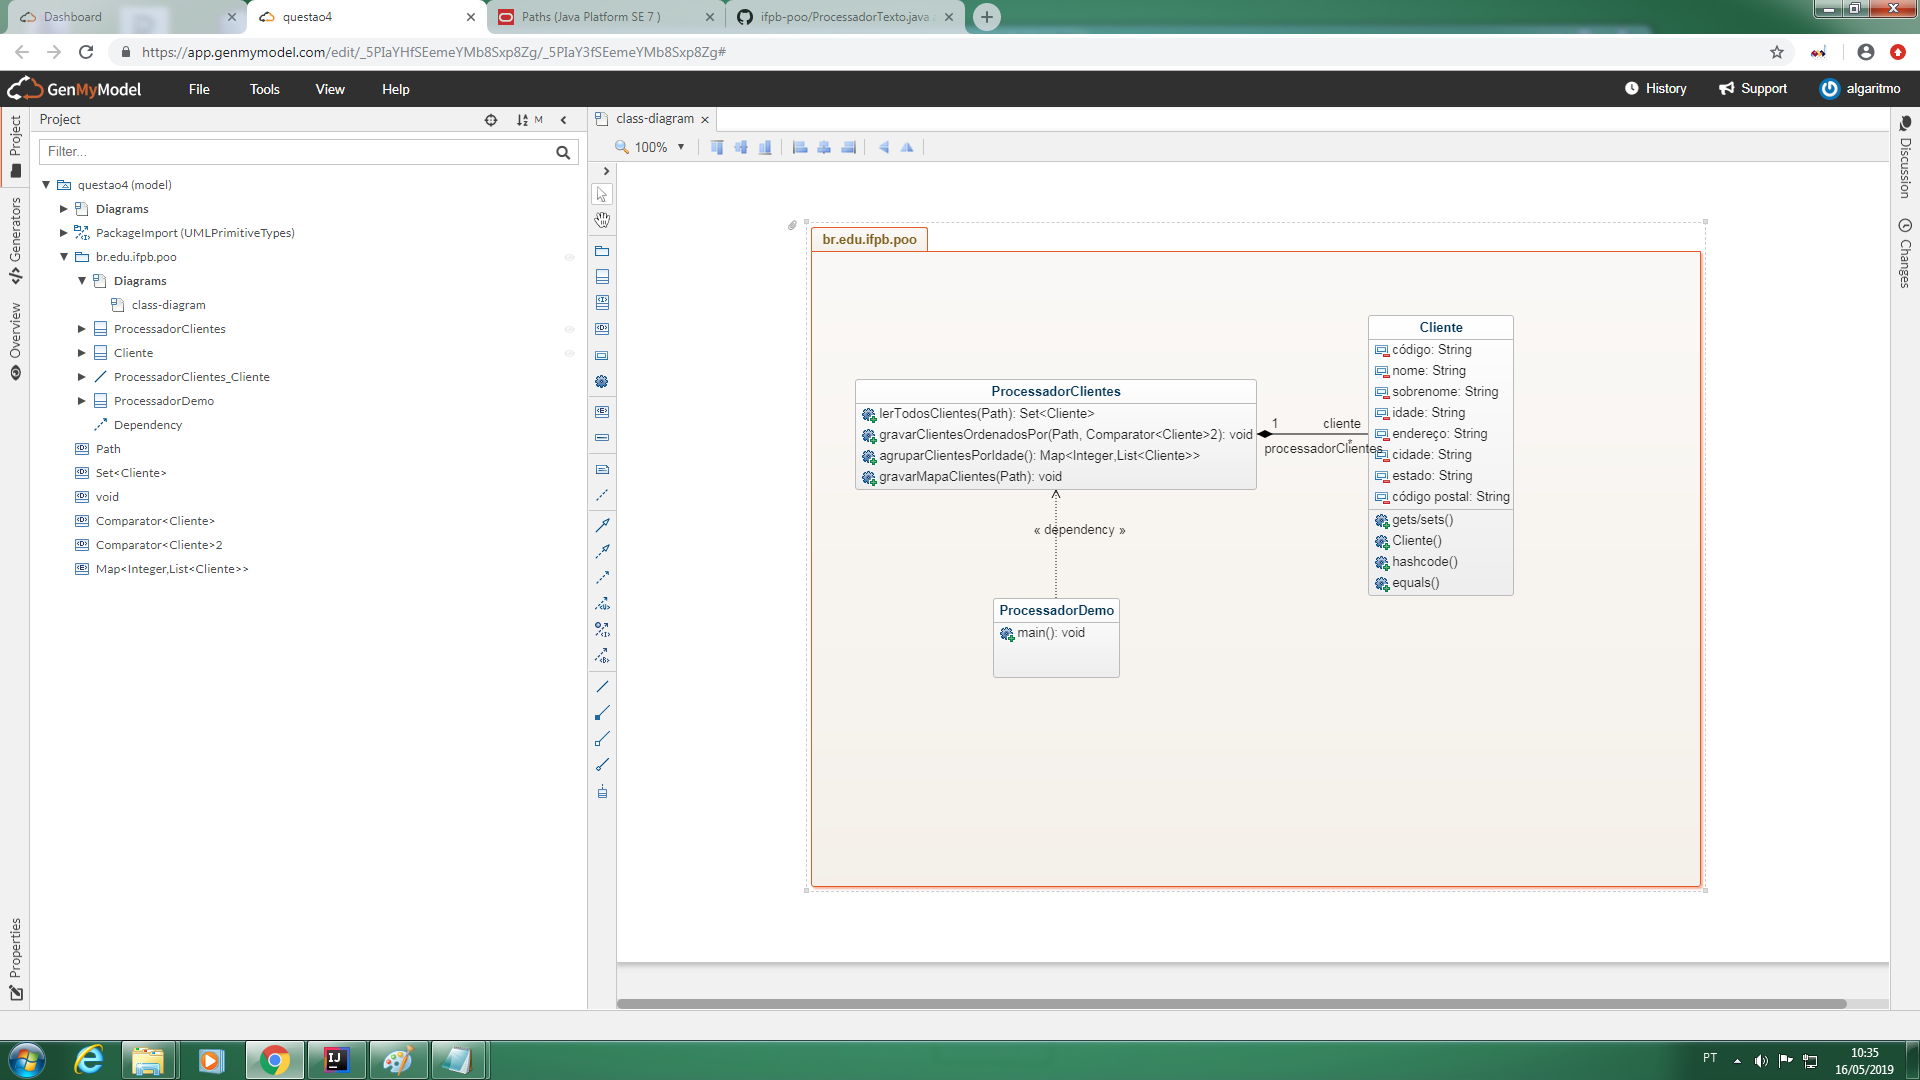 Dashboard
questao4
Paths (Java Platform SE 7 )
ifpb-poo/ProcessadorTexto.java
https://app.genmymodel.com/edit/_5PIaYHfSEemeYMb8Sxp8Zg/_5PIaY3fSEemeYMb8Sxp8Zg#
GenMyModel
File
Tools
View
Help
History
Support
algaritmo
Project
Generators
Overview
Properties
Project
M
Filter...
questao4 (model)
Diagrams
PackageImport (UMLPrimitiveTypes)
br.edu.ifpb.poo
Diagrams
class-diagram
ProcessadorClientes
Cliente
ProcessadorClientes_Cliente
ProcessadorDemo
Dependency
Path
Set<Cliente>
void
Comparator<Cliente>
Comparator<Cliente>2
Map<Integer,List<Cliente>>
class-diagram
100%
br.edu.ifpb.poo
ProcessadorClientes
lerTodosClientes(Path): Set<Cliente>
gravarClientesOrdenadosPor(Path, Comparator<Cliente>2): void
agruparClientesPorIdade(): Map<Integer,List<Cliente>>
gravarMapaClientes(Path): void
1
cliente
processadorClientes
*
« dependency »
ProcessadorDemo
main(): void
Cliente
código: String
nome: String
sobrenome: String
idade: String
endereço: String
cidade: String
estado: String
código postal: String
gets/sets()
Cliente()
hashcode()
equals()
Discussion
Changes
PT
10:35
16/05/2019